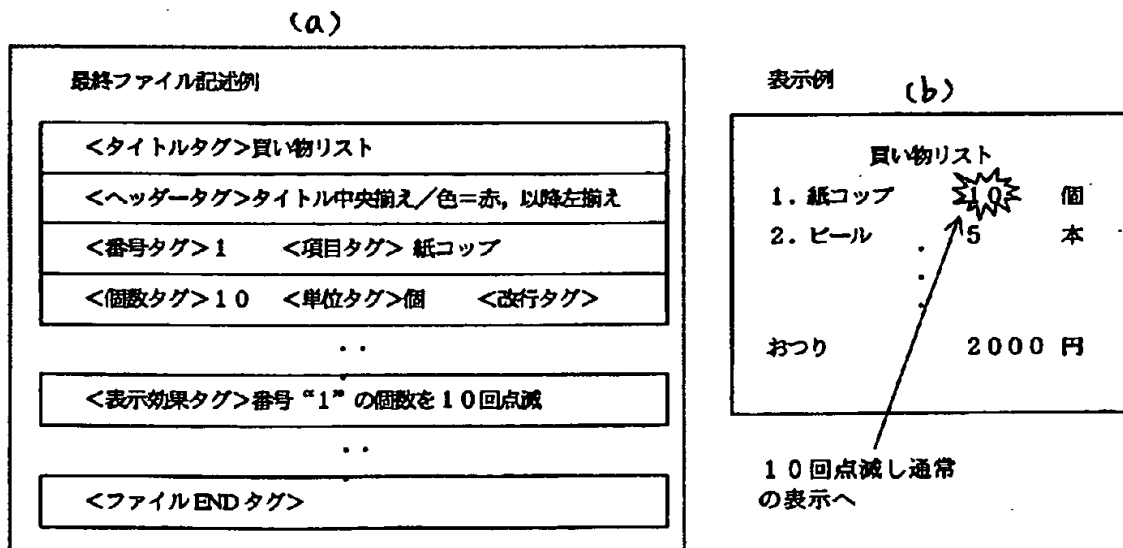 (a)
最終ファイル記述例
<タイトルタグ>買い物リスト
<ヘッダータグ>タイトル中央揃え/色=赤，以降左揃え
<番号タグ>1 <項目タグ> 紙コップ
<個数タグ>10 <単位タグ>個 <改行タグ>
<表示効果タグ>番号“1”の個数を10回点滅
<ファイルENDタグ>
表示例
(b)
買い物リスト
1．紙コップ 10 個
2．ビール 5 本
おつり 2000 円
10回点滅し通常
の表示へ